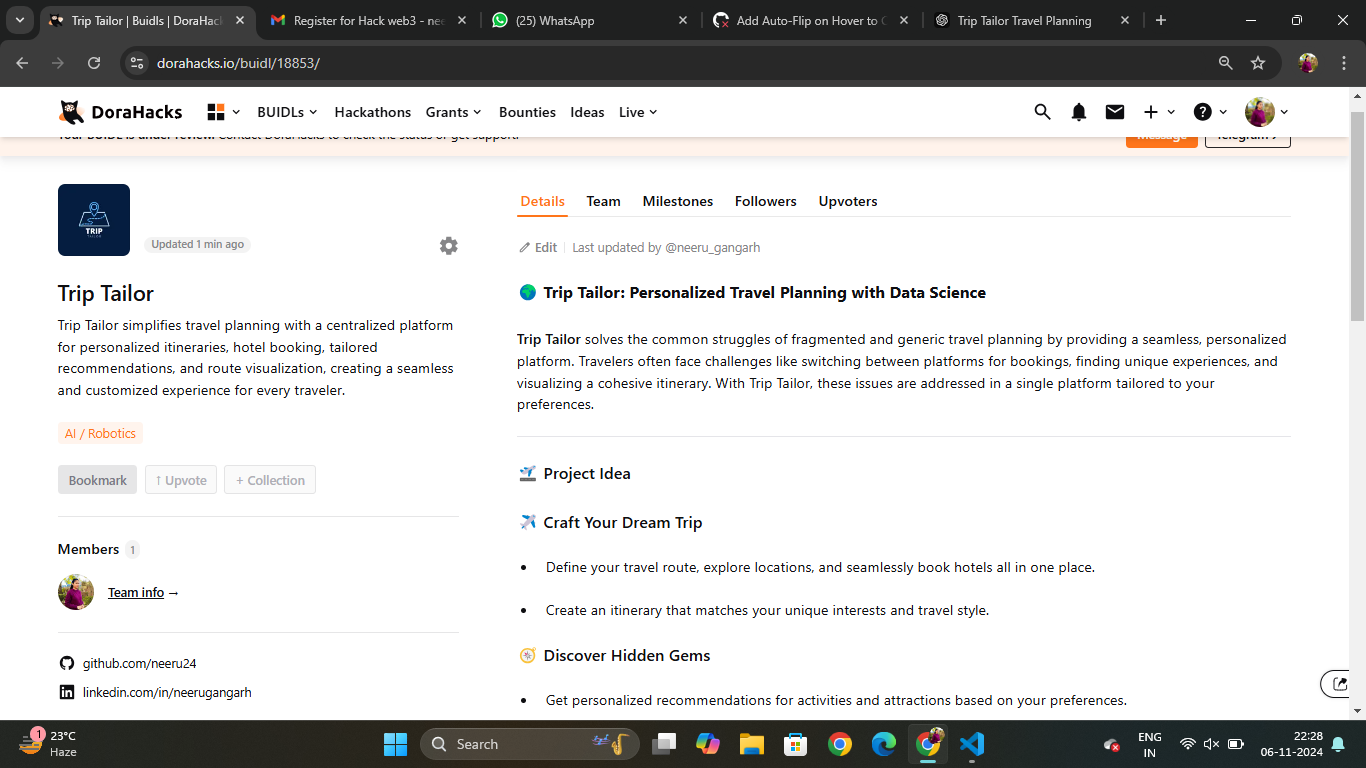 Trip Tailor | Buidls | DoraHack
Register for Hack web3 - nee
(25) WhatsApp
Add Auto-Flip on Hover to C
Trip Tailor Travel Planning
dorahacks.io/buidl/18853/
DoraHacks
BUIDLs
Hackathons
Grants
Bounties
Ideas
Live
Your BUIDL is under review. Contact DoraHacks to check the status or get support.
Message
Telegram
TRIP
TAILOR
Updated 1 min ago
Trip Tailor
Trip Tailor simplifies travel planning with a centralized platform
for personalized itineraries, hotel booking, tailored
recommendations, and route visualization, creating a seamless
and customized experience for every traveler.
AI / Robotics
Bookmark
↑ Upvote
+ Collection
Members 1
Team info →
github.com/neeru24
linkedin.com/in/neerugangarh
Details
Team
Milestones
Followers
Upvoters
Edit
Last updated by @neeru_gangarh
🌍 Trip Tailor: Personalized Travel Planning with Data Science
Trip Tailor solves the common struggles of fragmented and generic travel planning by providing a seamless, personalized
platform. Travelers often face challenges like switching between platforms for bookings, finding unique experiences, and
visualizing a cohesive itinerary. With Trip Tailor, these issues are addressed in a single platform tailored to your
preferences.
🛫 Project Idea
✈️ Craft Your Dream Trip
• Define your travel route, explore locations, and seamlessly book hotels all in one place.
• Create an itinerary that matches your unique interests and travel style.
🧭 Discover Hidden Gems
• Get personalized recommendations for activities and attractions based on your preferences.
1
23°C
Haze
Search
ENG
IN
22:28
06-11-2024